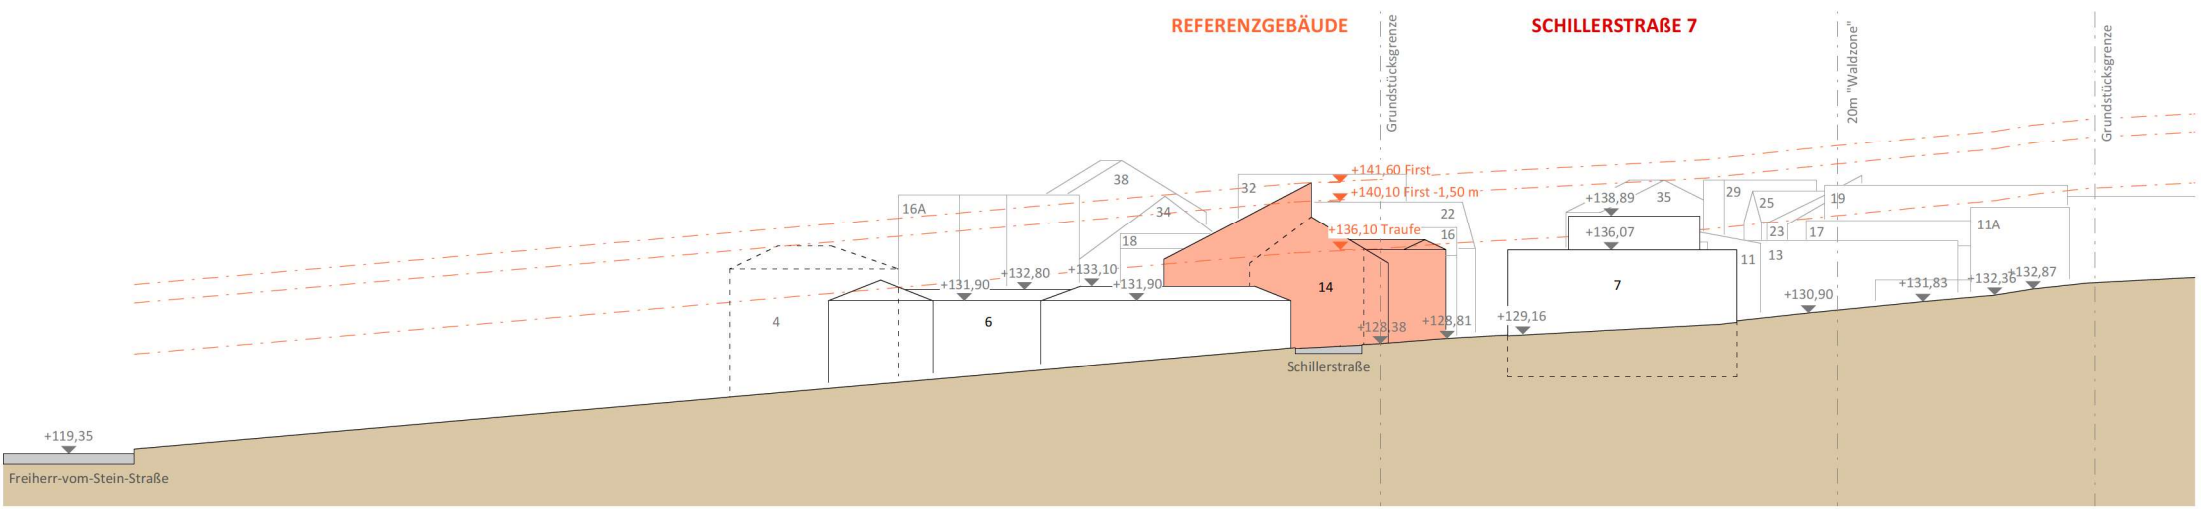 REFERENZGEBÄUDE
SCHILLERSTRAßE 7
Grundstücksgrenze
20m "Waldzone"
Grundstücksgrenze
+141,60 First
+140,10 First -1,50 m
+136,10 Traufe
38
32
16A
34
18
22
16
+138,89
35
29
25
19
+136,07
23
17
11A
11
13
+131,90
+132,80
+133,10
+131,90
14
7
+131,83
+132,36
+132,87
+130,90
4
6
+128,38
+128,81
+129,16
Schillerstraße
+119,35
Freiherr-vom-Stein-Straße